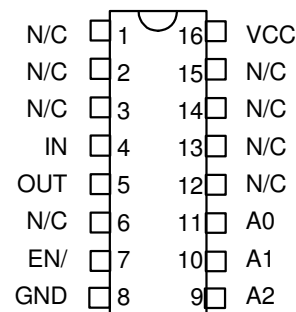 N/C 1 16 VCC
N/C 2 15 N/C
N/C 3 14 N/C
IN 4 13 N/C
OUT 5 12 N/C
N/C 6 11 A0
EN/ 7 10 A1
GND 8 9 A2